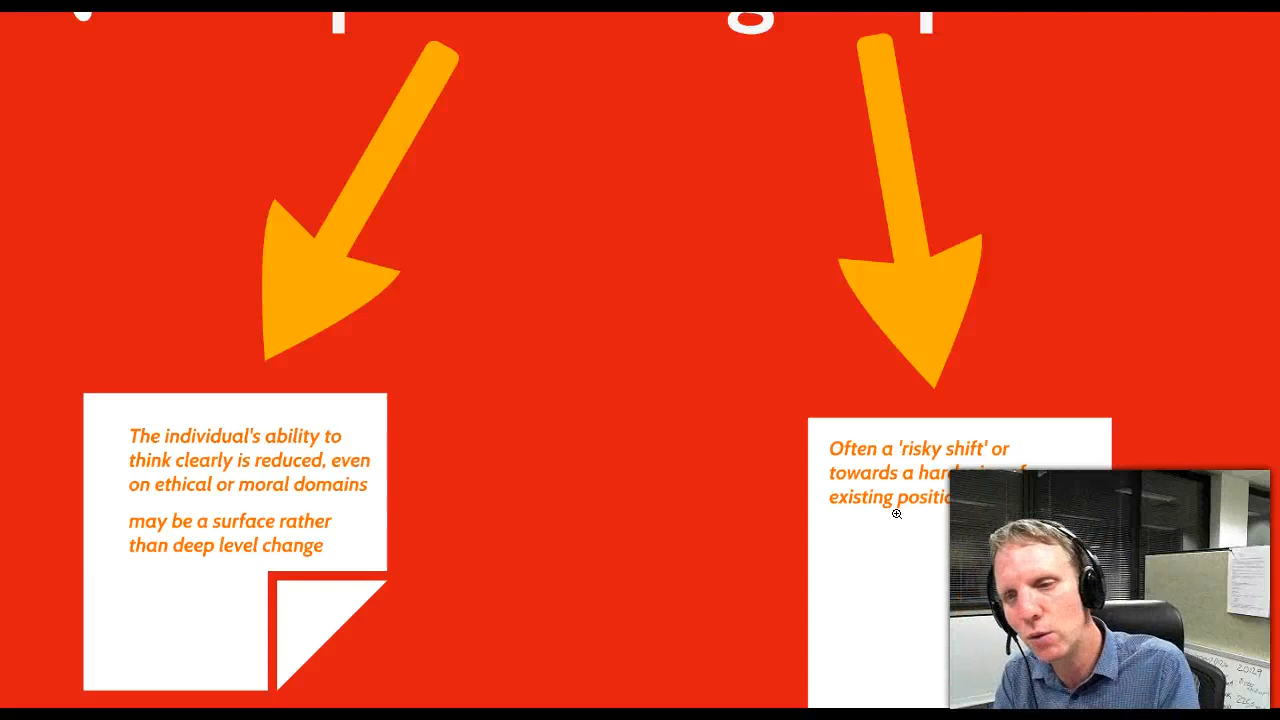 The individual's ability to
think clearly is reduced, even
on ethical or moral domains
may be a surface rather
than deep level change
Often a 'risky shift' or
towards a
existing